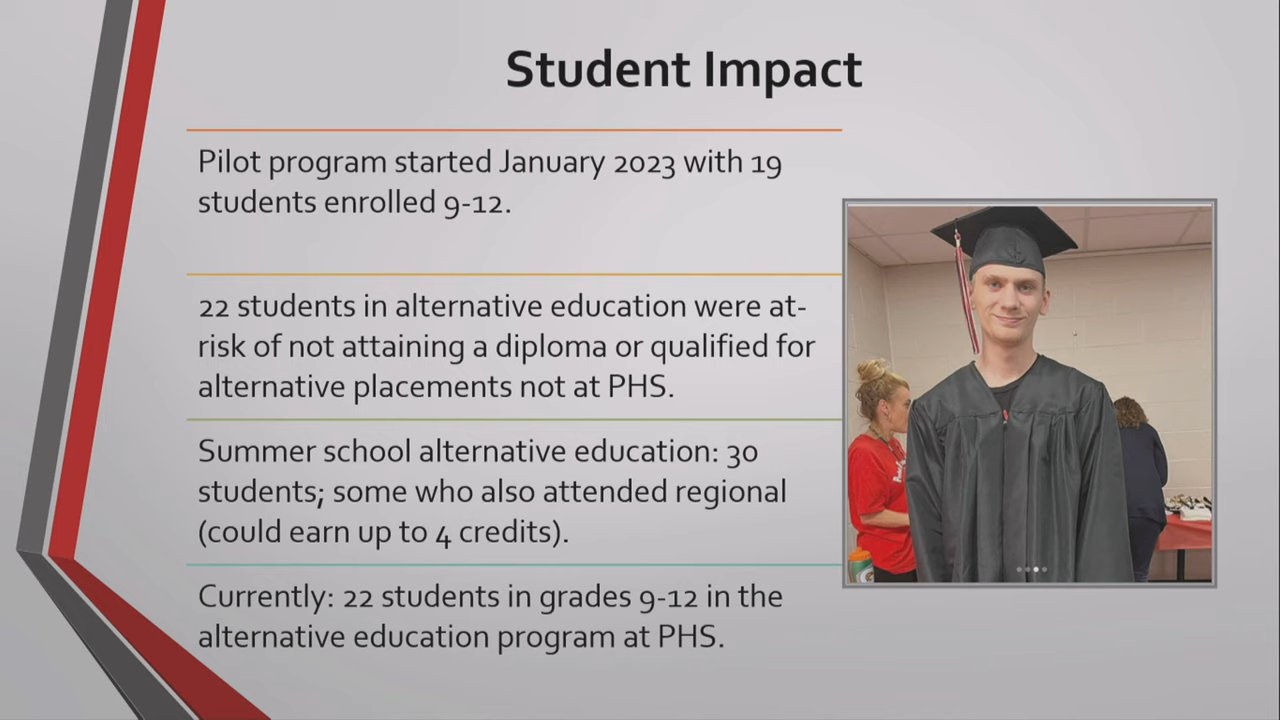 Student Impact
Pilot program started January 2023 with 19
students enrolled 9-12.
22 students in alternative education were at-
risk of not attaining a diploma or qualified for
alternative placements not at PHS.
Summer school alternative education: 30
students; some who also attended regional
(could earn up to 4 credits).
Currently: 22 students in grades 9-12 in the
alternative education program at PHS.